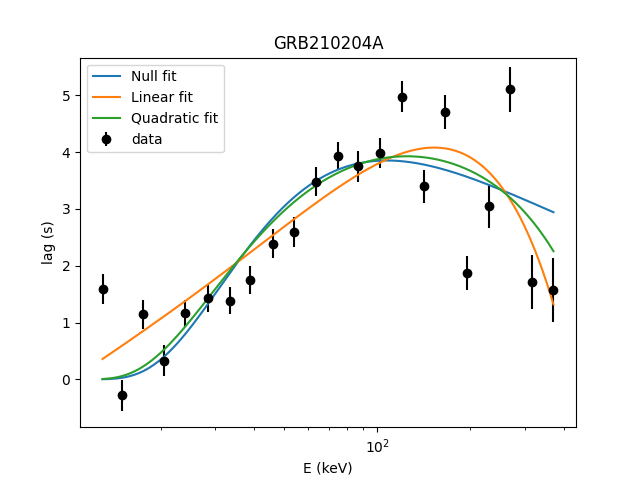 GRB210204A
Null fit
Linear fit
Quadratic fit
data
lag (s)
5
4
3
2
1
0
10²
E (keV)